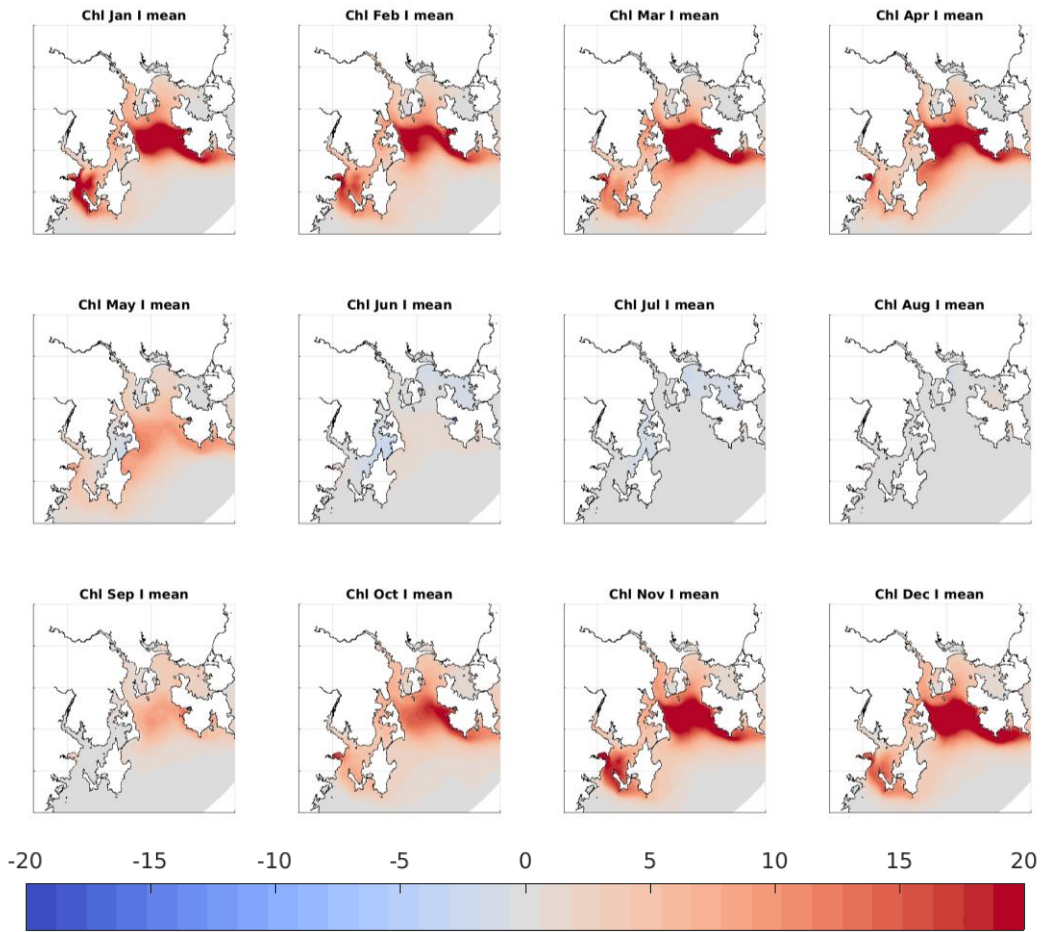 Chl Jan I mean Chl Feb I mean Chl Mar I mean Chl Apr I mean
Chl May I mean Chl Jun I mean Chl Jul I mean Chl Aug I mean
Chl Sep I mean Chl Oct I mean Chl Nov I mean Chl Dec I mean
-20 -15 -10 -5 0 5 10 15 20